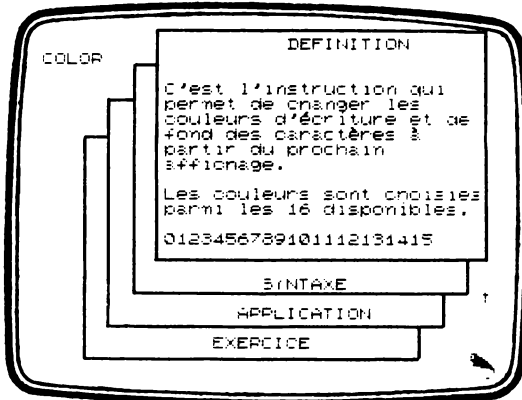 COLOR
DEFINITION
C'est l'instruction qui
permet de changer les
couleurs d'écriture et de
fond des caractères à
partir du prochain
affichage.
Les couleurs sont choisies
parmi les 16 disponibles.
0123456789101112131415
SYNTAXE
APPLICATION
EXERCICE